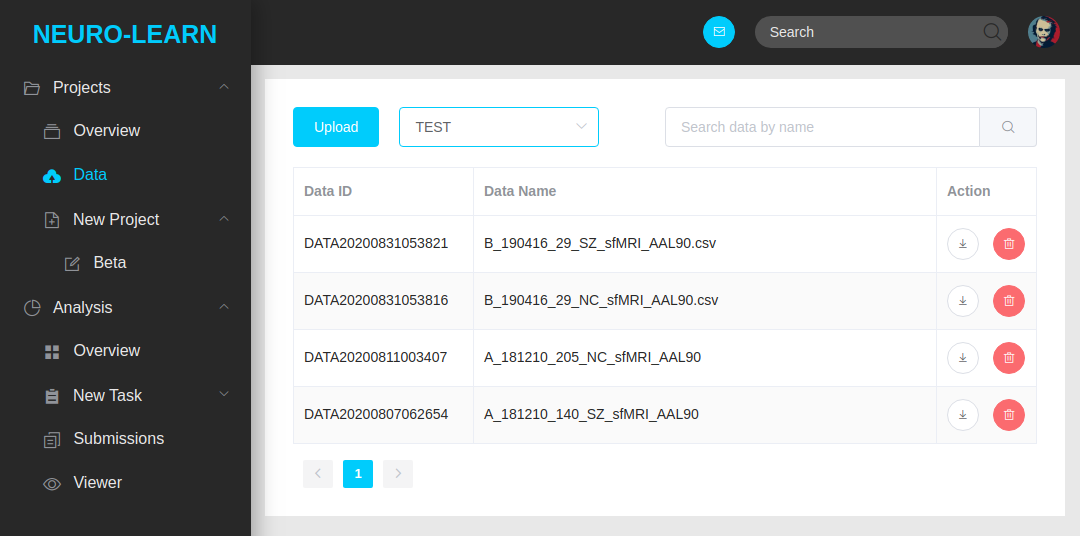 NEURO-LEARN
Search
Projects
Overview
Data
New Project
Beta
Analysis
Overview
New Task
Submissions
Viewer
Upload
TEST
Search data by name
Data ID Data Name Action
DATA20200831053821 B_190416_29_SZ_sfMRI_AAL90.csv
DATA20200831053816 B_190416_29_NC_sfMRI_AAL90.csv
DATA20200811003407 A_181210_205_NC_sfMRI_AAL90
DATA20200807062654 A_181210_140_SZ_sfMRI_AAL90
1